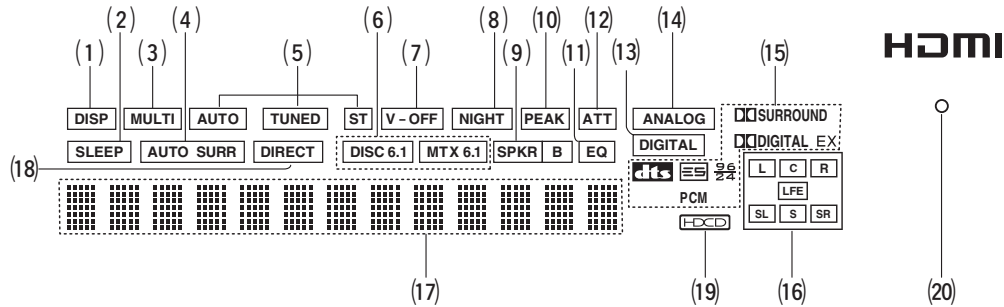 (2) (4) (6) (8) (10) (12) (14)
(1) (3) (5) (7) (9) (11) (13) (15) HDMI
DISP MULTI AUTO TUNED ST V-OFF NIGHT PEAK ATT ANALOG DIGITAL
SLEEP AUTO SURR DIRECT DISC 6.1 MTX 6.1 SPKR B EQ
SURROUND
DIGITAL EX
dts ES 96/24
PCM
HDCD
L C R
LFE
SL S SR
(18)
(17) (19) (16) (20)